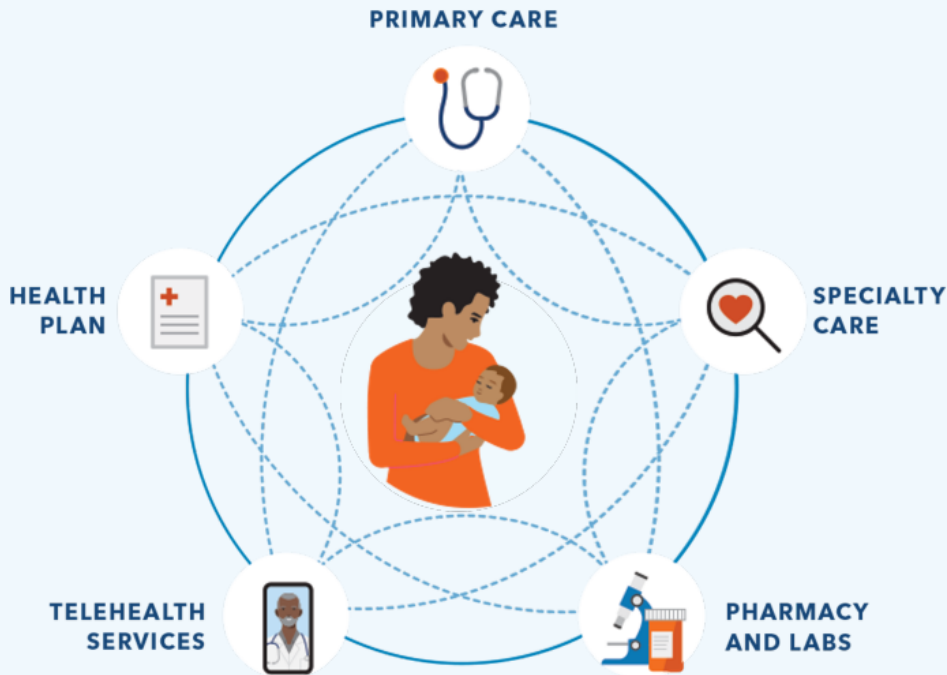 PRIMARY CARE
HEALTH
PLAN
SPECIALTY
CARE
TELEHEALTH
SERVICES
PHARMACY
AND LABS